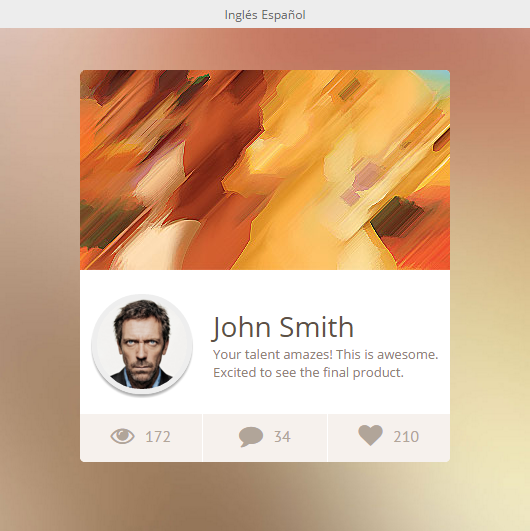 Inglés Español
John Smith
Your talent amazes! This is awesome.
Excited to see the final product.
172
34
210